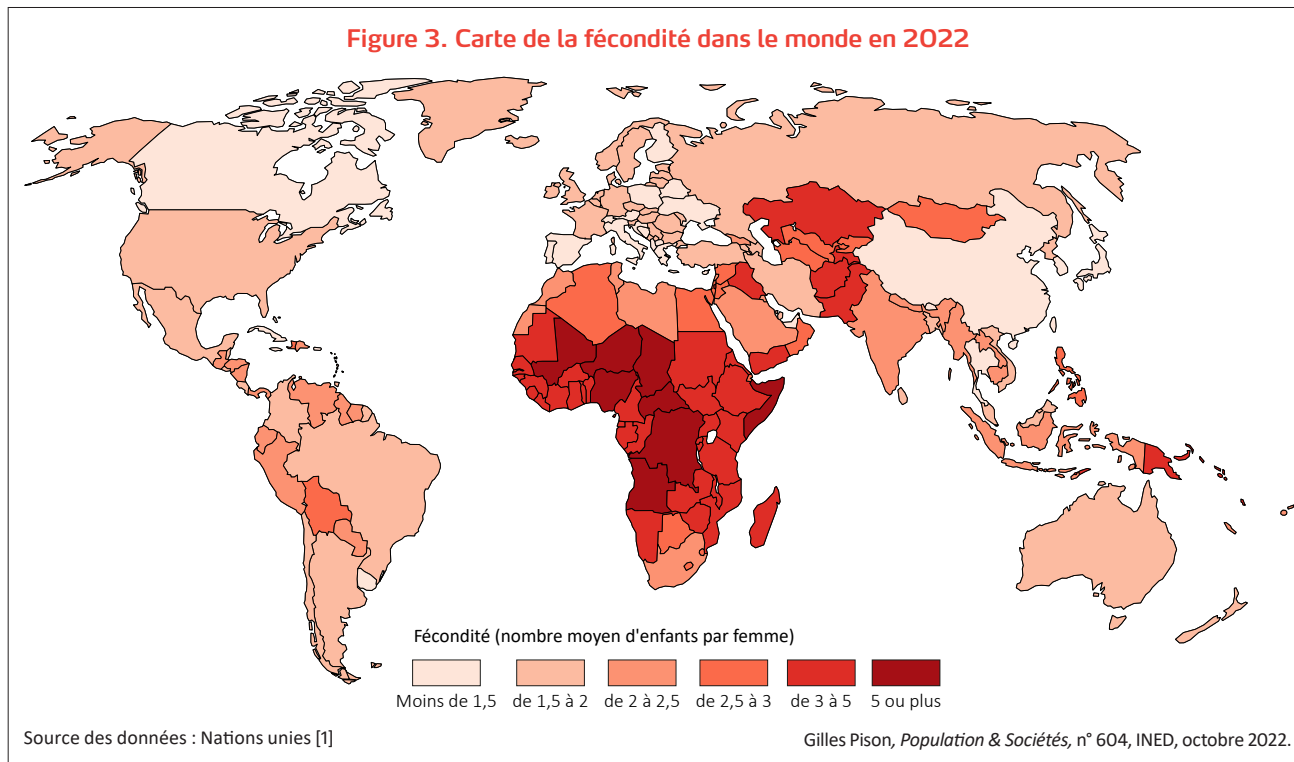 Figure 3. Carte de la fécondité dans le monde en 2022
Fécondité (nombre moyen d'enfants par femme)
Moins de 1,5 de 1,5 à 2 de 2 à 2,5 de 2,5 à 3 de 3 à 5 5 ou plus
Source des données : Nations unies [1] Gilles Pison, Population & Sociétés, n° 604, INED, octobre 2022.